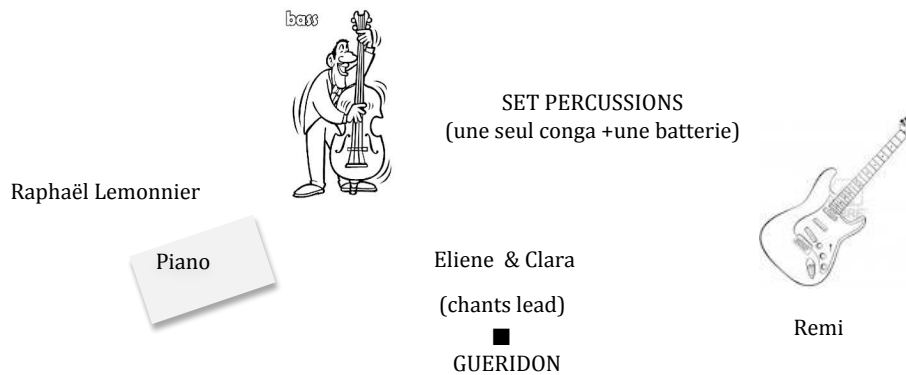 bass
SET PERCUSSIONS
(une seul conga +une batterie)
Raphaël Lemonnier
Piano
Eliene & Clara
(chants lead)
Remi
GUERIDON